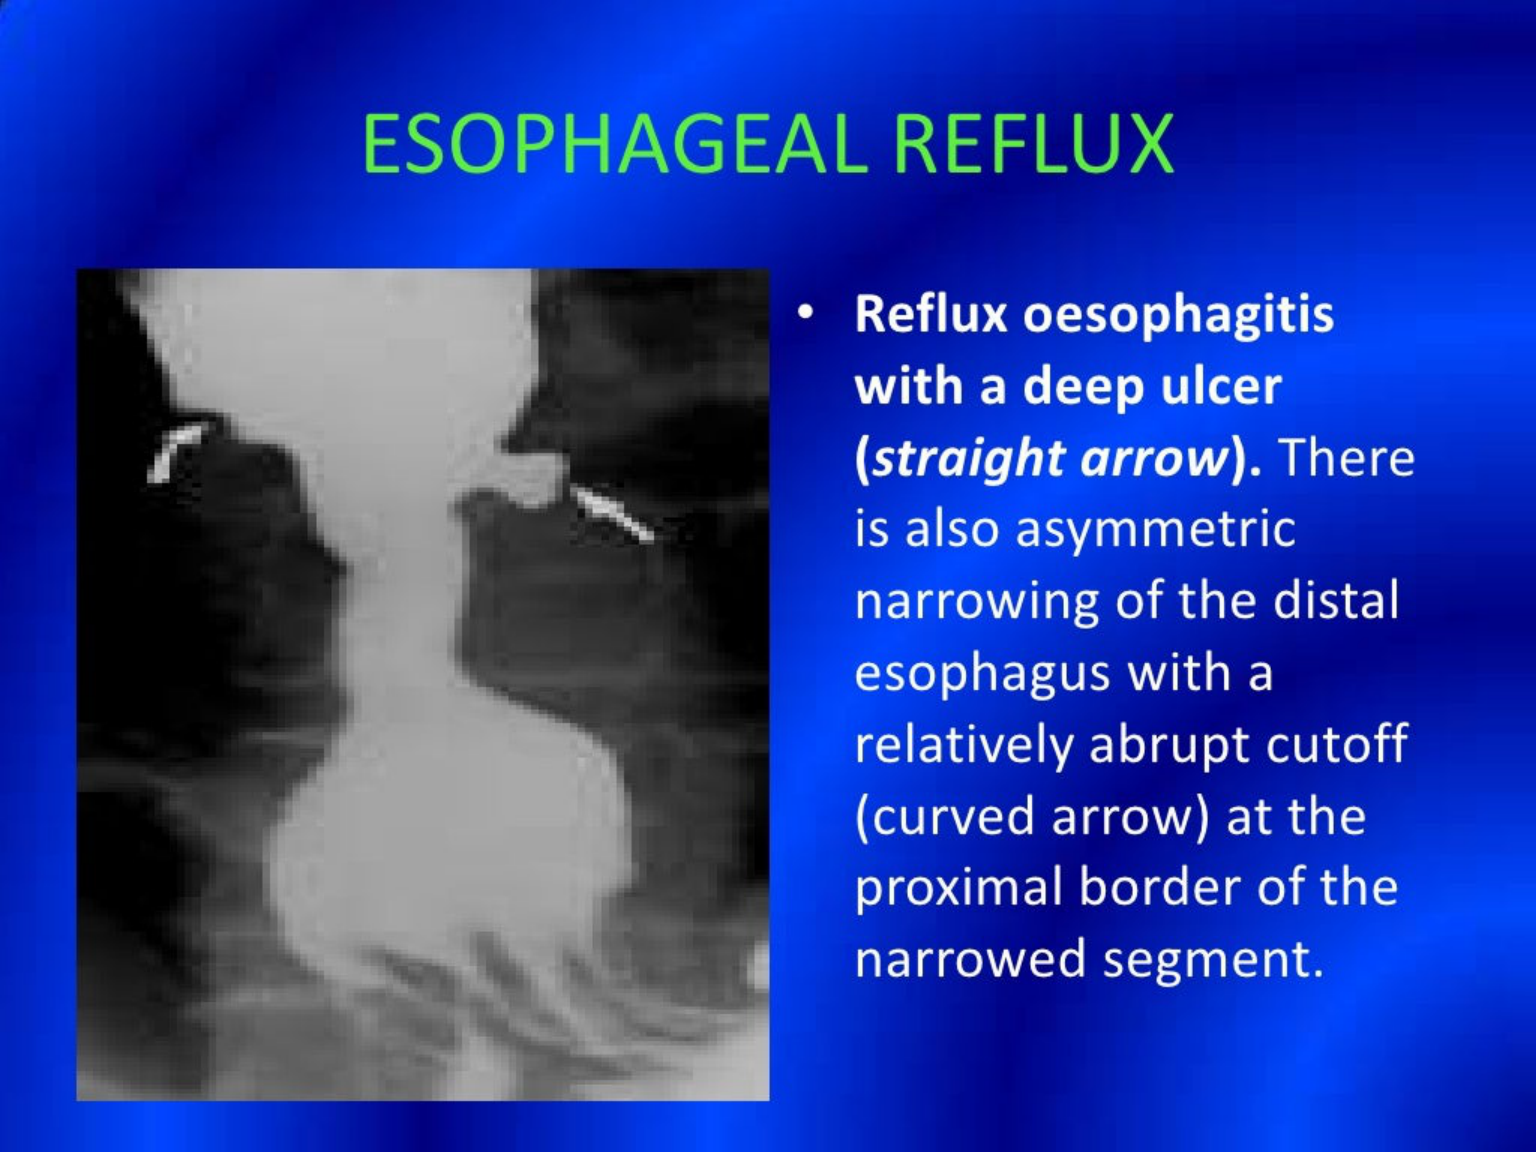 ESOPHAGEAL REFLUX
• Reflux oesophagitis
with a deep ulcer
(straight arrow). There
is also asymmetric
narrowing of the distal
esophagus with a
relatively abrupt cutoff
(curved arrow) at the
proximal border of the
narrowed segment.